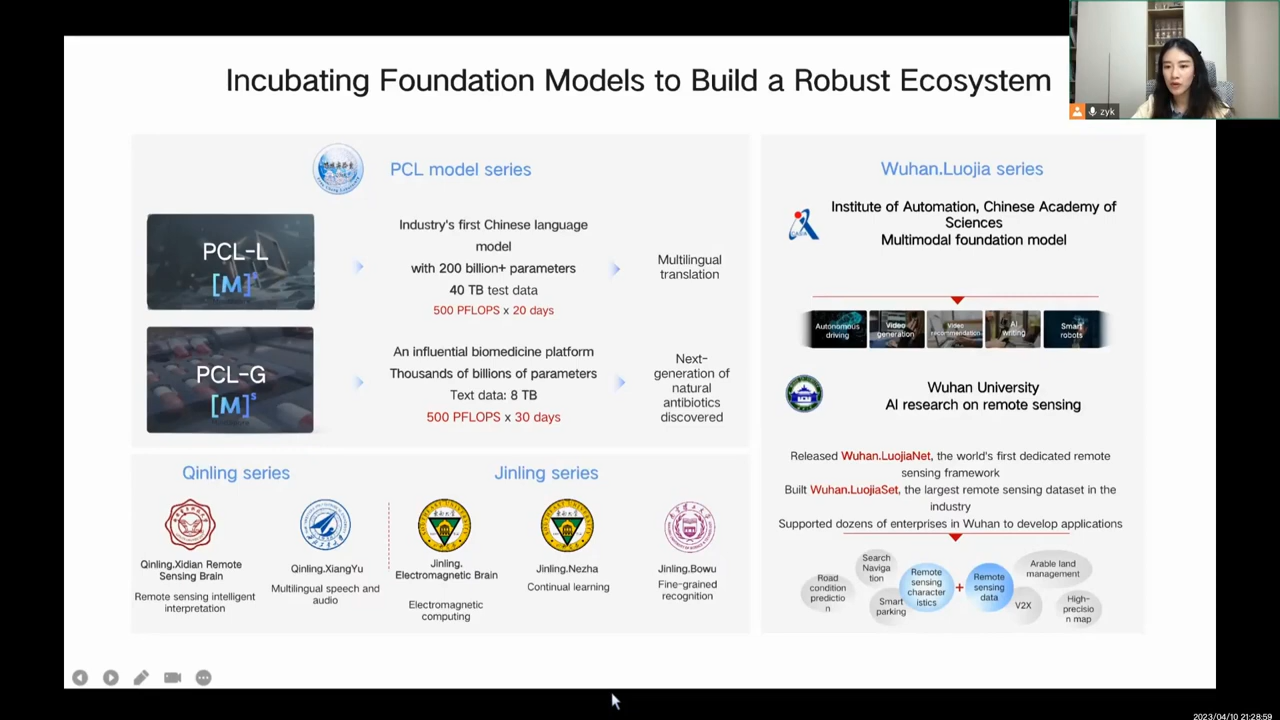 Incubating Foundation Models to Build a Robust Ecosystem
zyk
PCL model series
PCL-L
[M]s
Industry's first Chinese language
model
with 200 billion+ parameters
40 TB test data
500 PFLOPS x 20 days
Multilingual
translation
PCL-G
[M]s
An influential biomedicine platform
Thousands of billions of parameters
Text data: 8 TB
500 PFLOPS x 30 days
Next-
generation of
natural
antibiotics
discovered
Qinling series
Qinling.Xidian Remote
Sensing Brain
Remote sensing intelligent
interpretation
Qinling.XiangYu
Multilingual speech and
audio
Jinling series
Jinling.
Electromagnetic Brain
Electromagnetic
computing
Jinling.Nezha
Continual learning
Jinling.Bowu
Fine-grained
recognition
Wuhan.Luojia series
Institute of Automation, Chinese Academy of
Sciences
Multimodal foundation model
Autonomous
driving
Video
generation
Video
recommendation
AI
writing
Smart
robots
Wuhan University
AI research on remote sensing
Released Wuhan.LuojiaNet, the world's first dedicated remote
sensing framework
Built Wuhan.LuojiaSet, the largest remote sensing dataset in the
industry
Supported dozens of enterprises in Wuhan to develop applications
Road
condition
predictio
n
Search
Naviga
tion
Smart
parking
Remote
sensing
character
istics
+
Remote
sensing
data
Arable land
management
V2X
High-
precisio
n map
2023/04/10 21:28:59